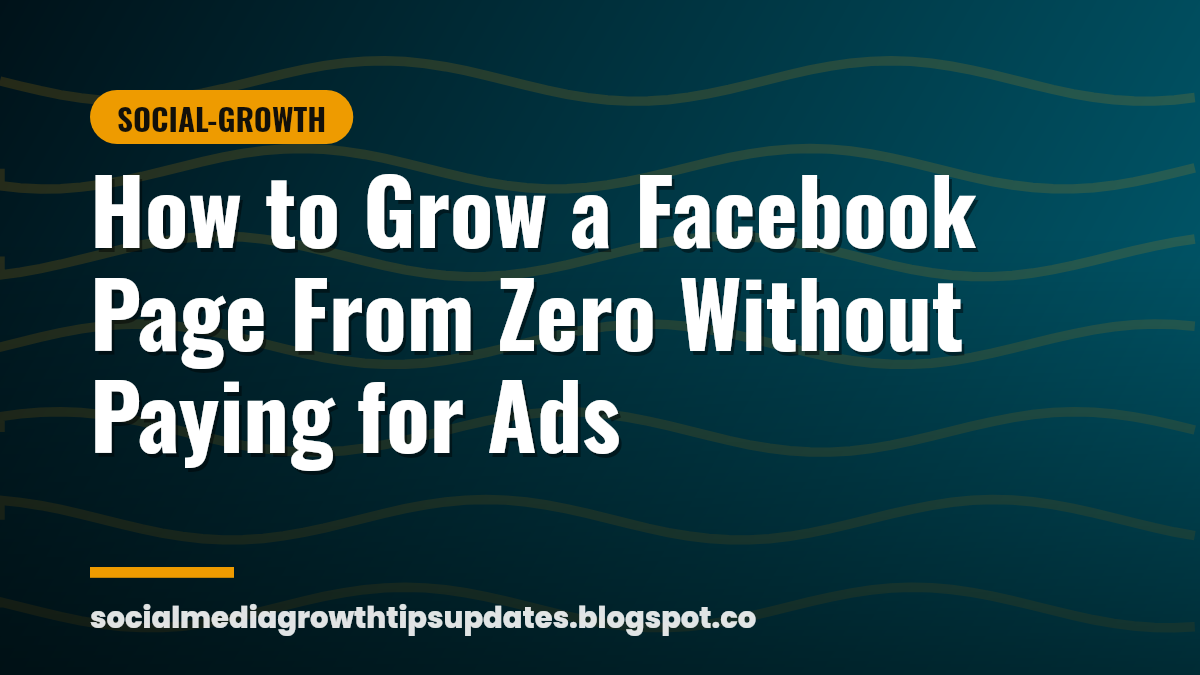 SOCIAL-GROWTH
How to Grow a Facebook
Page From Zero Without
Paying for Ads
socialmediagrowthtipsupdates.blogspot.co